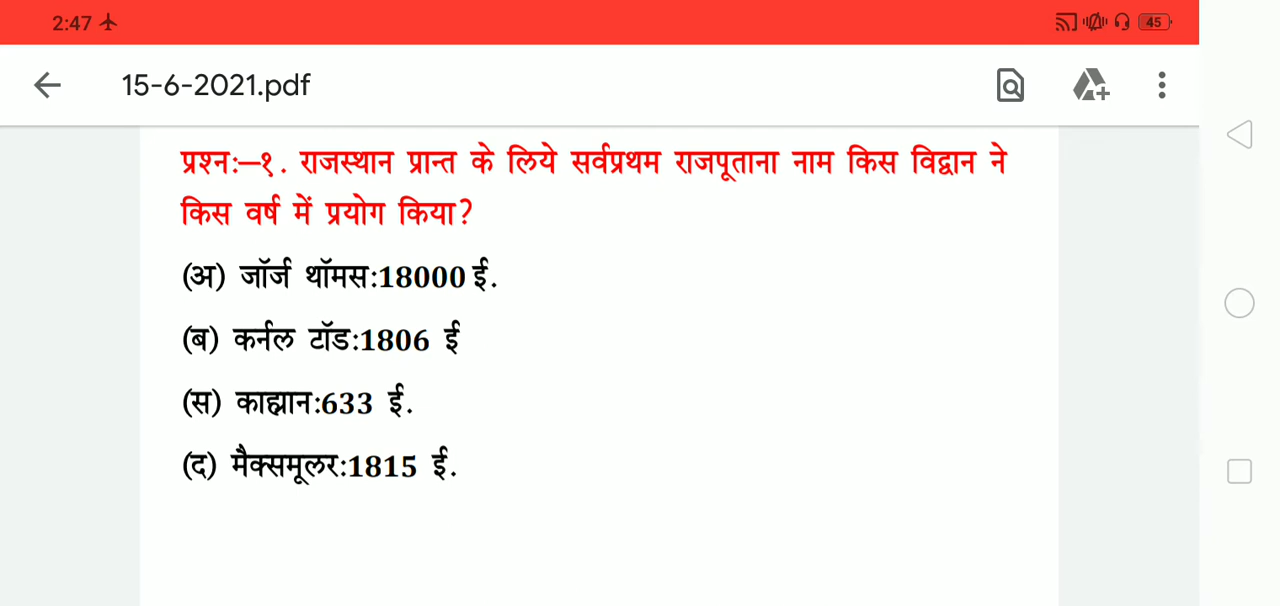 2:47
45
15-6-2021.pdf
प्रश्नः–१. राजस्थान प्रान्त के लिये सर्वप्रथम राजपूताना नाम किस विद्वान ने
किस वर्ष में प्रयोग किया?
(अ) जॉर्ज थॉमस:18000 ई.
(ब) कर्नल टॉड:1806 ई
(स) काह्मान:633 ई.
(द) मैक्समूलर:1815 ई.